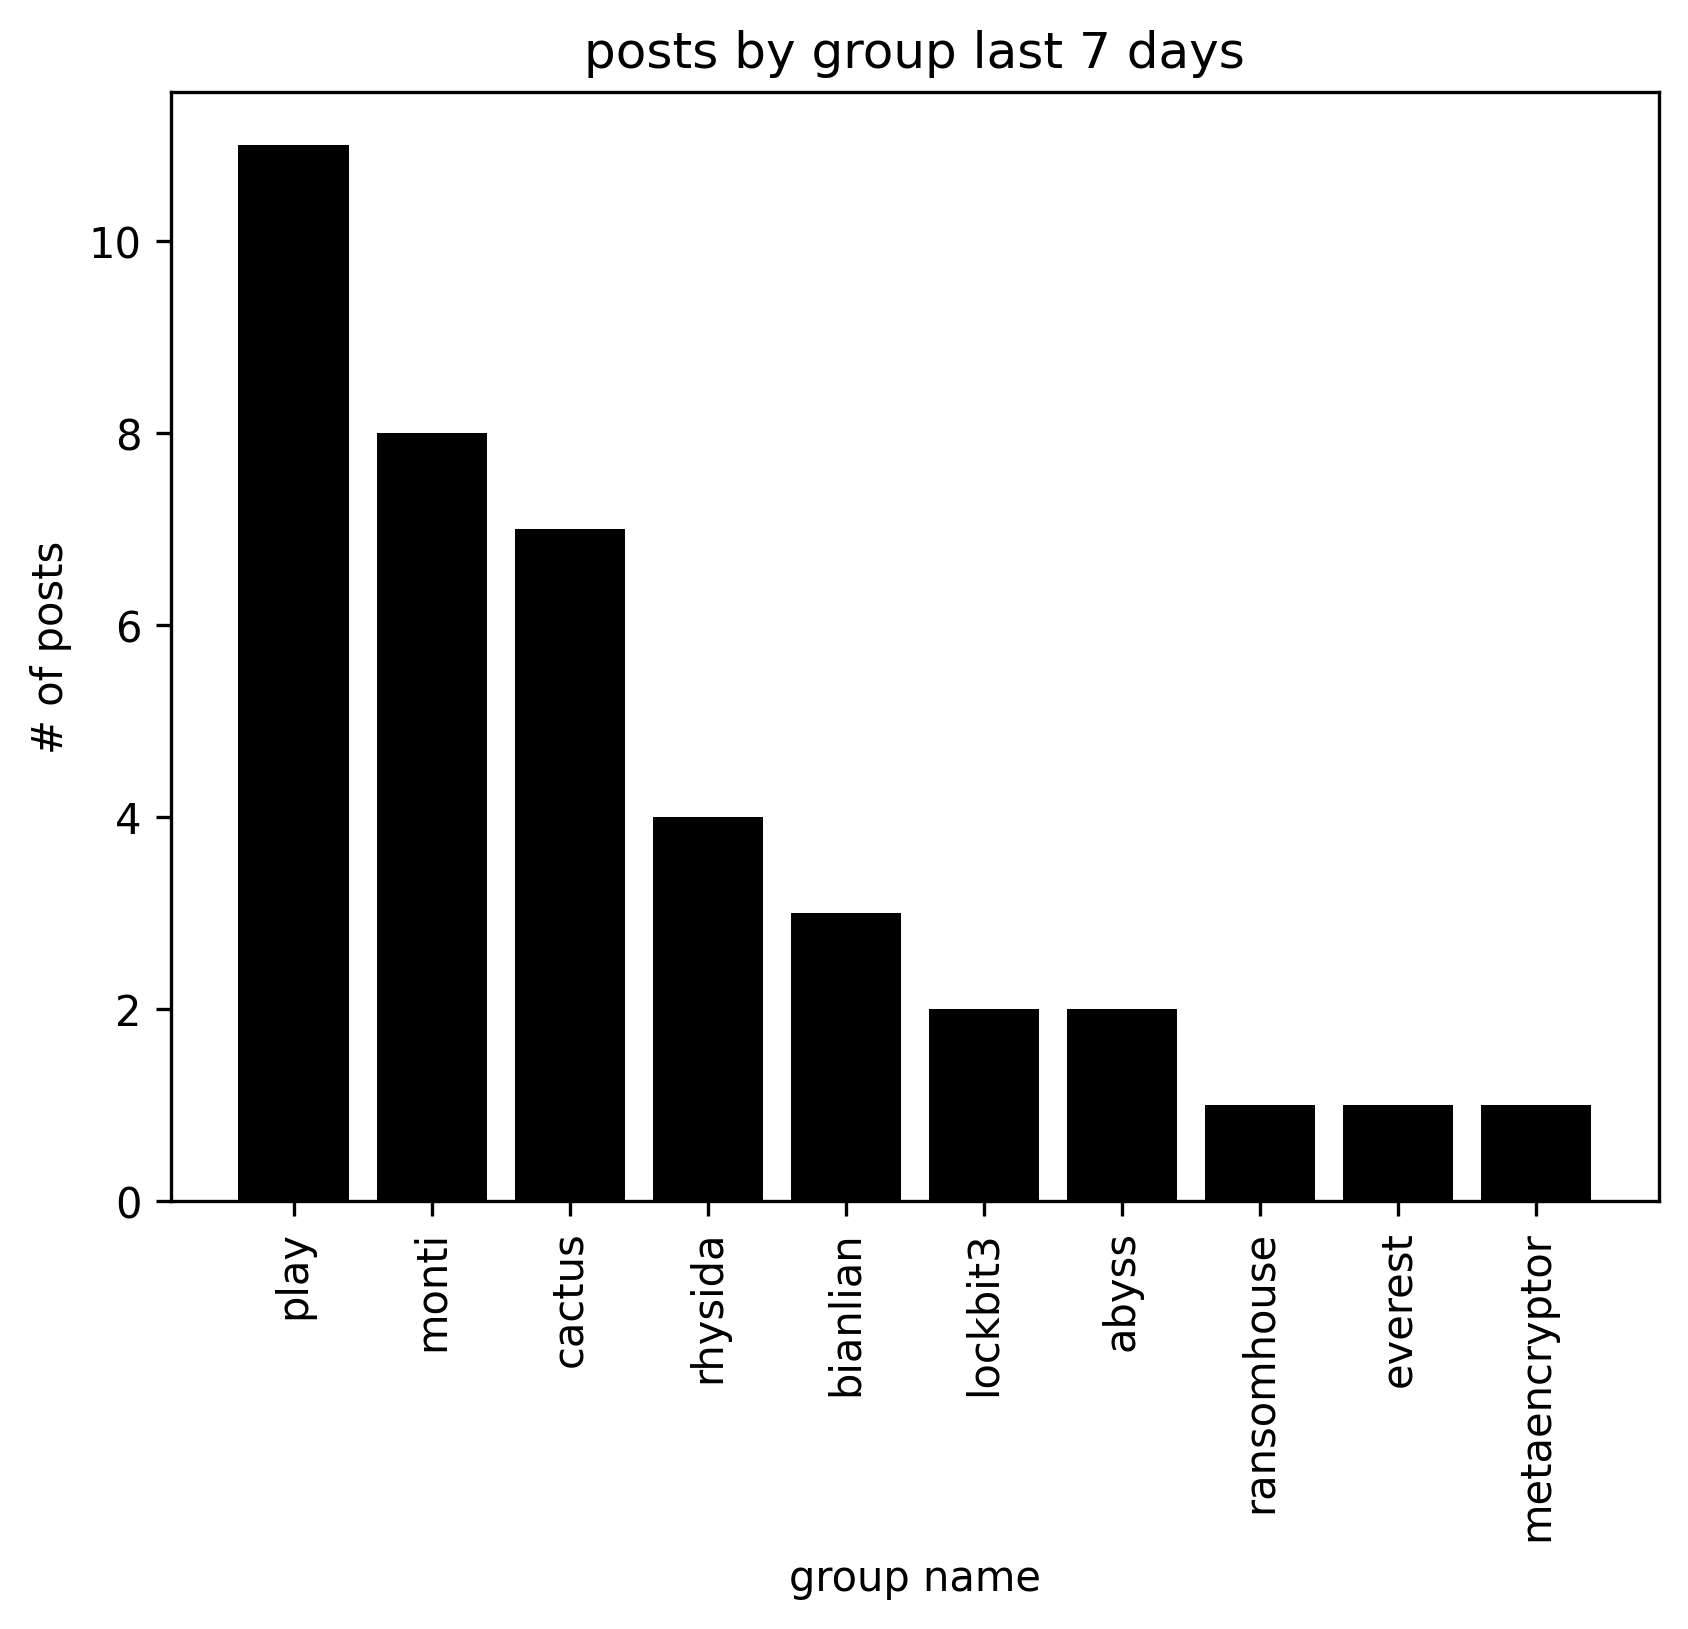 posts by group last 7 days
# of posts
10
8
6
4
2
0
play
monti
cactus
rhysida
bianlian
lockbit3
abyss
ransomhouse
everest
metaencryptor
group name